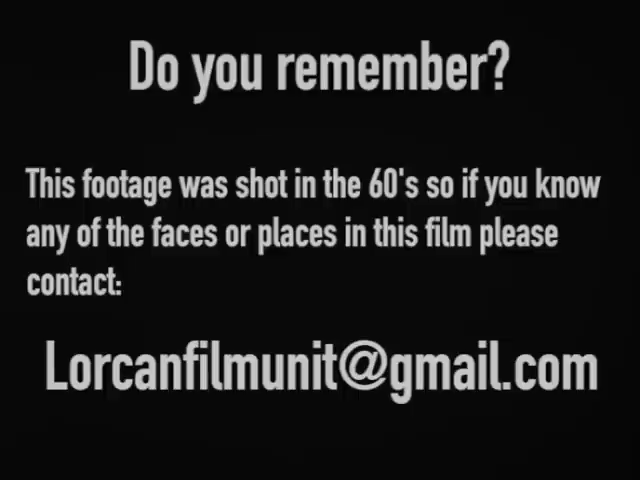 Do you remember?
This footage was shot in the 60's so if you know
any of the faces or places in this film please
contact:
Lorcanfilmunit@gmail.com